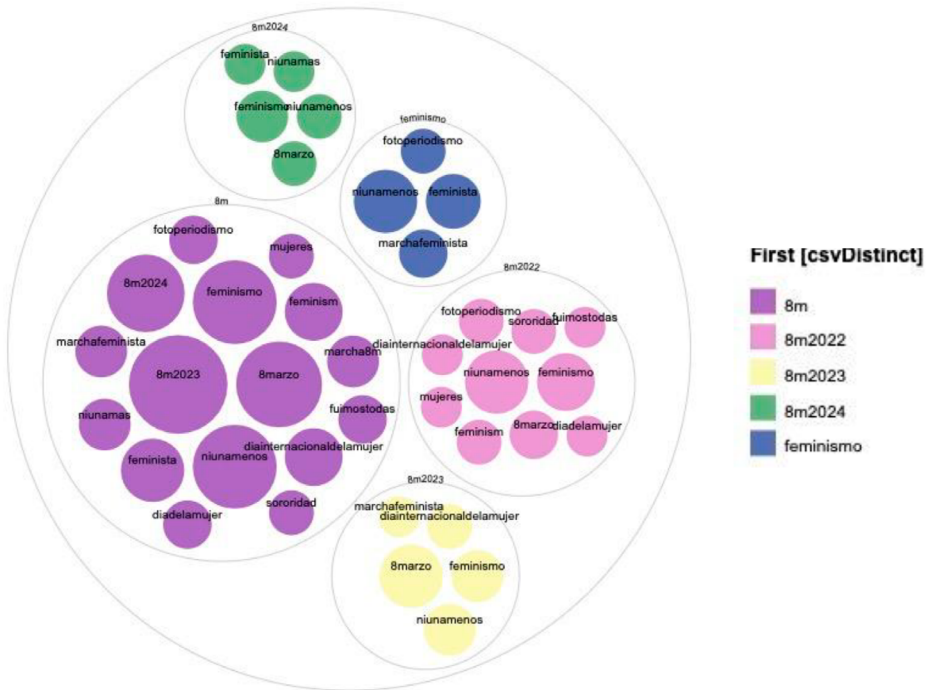 8m2024
feminista
niunamas
feminismo
niunamenos
8marzo
feminismo
fotoperiodismo
niunamenos
feminista
marchafeminista
8m
fotoperiodismo
mujeres
8m2024
feminismo
feminism
marchafeminista
marcha8m
8m2023
8marzo
niunamas
fuimostodas
diainternacionaldelamujer
feminista
niunamenos
diadelamujer
sororidad
8m2022
fotoperiodismo
sororidad
fuimostodas
diainternacionaldelamujer
niunamenos
feminismo
mujeres
feminism
8marzo
diadelamujer
8m2023
marchafeminista
diainternacionaldelamujer
8marzo
feminismo
niunamenos
First [csvDistinct]
8m
8m2022
8m2023
8m2024
feminismo